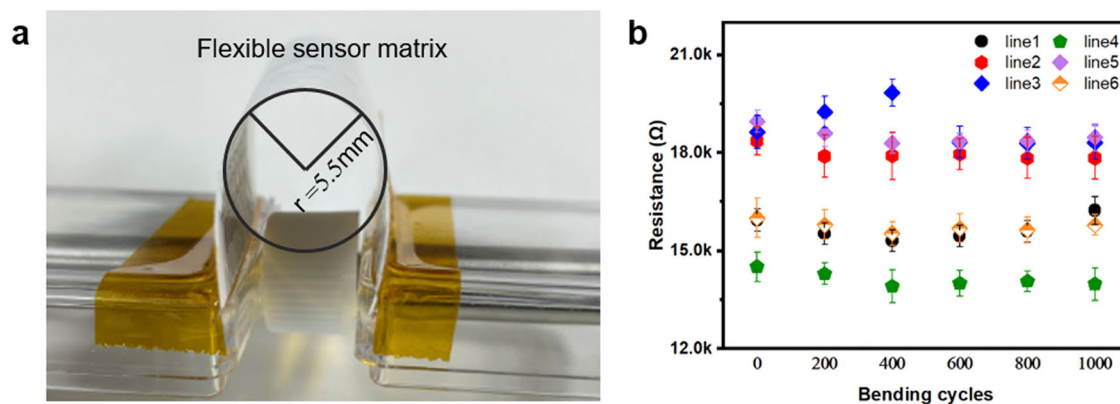 a
Flexible sensor matrix
r=5.5mm
b
21.0k
18.0k
15.0k
12.0k
Resistance (Ω)
line1
line2
line3
line4
line5
line6
0
200
400
600
800
1000
Bending cycles